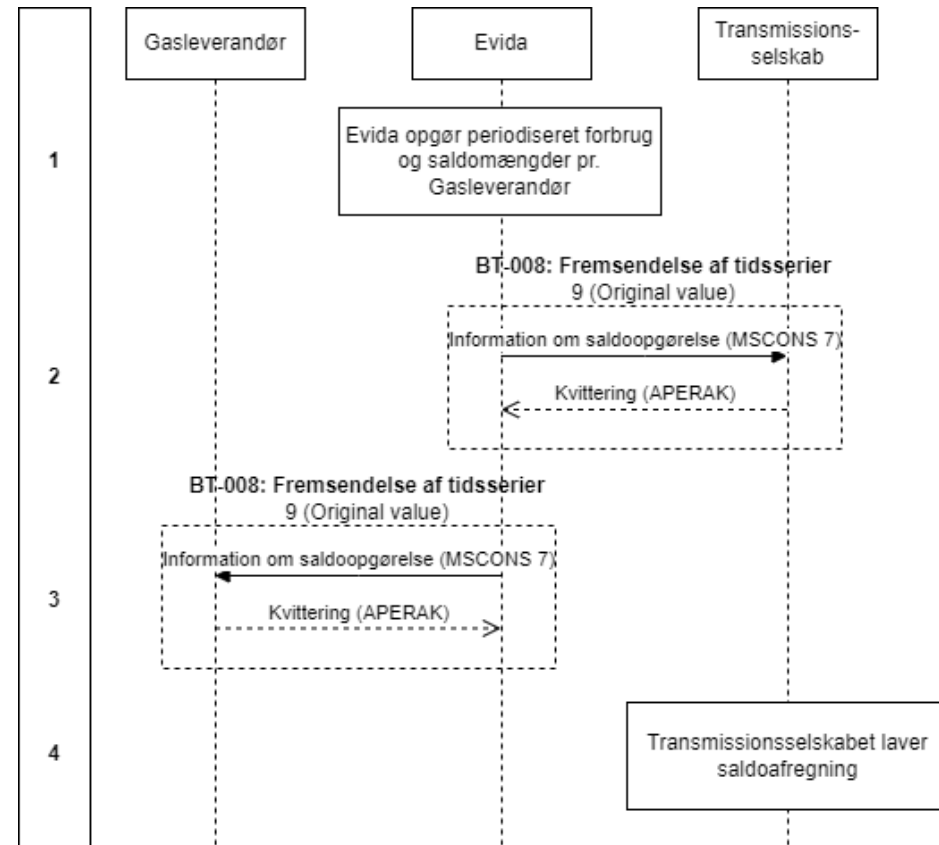 Gasleverandør
Evida
Transmissions-
selskab
1
Evida opgør periodiseret forbrug
og saldomængder pr.
Gasleverandør
BT-008: Fremsendelse af tidsserier
9 (Original value)
2
Information om saldoopgørelse (MSCONS 7)
Kvittering (APERAK)
BT-008: Fremsendelse af tidsserier
9 (Original value)
3
Information om saldoopgørelse (MSCONS 7)
Kvittering (APERAK)
4
Transmissionsselskabet laver
saldoafregning